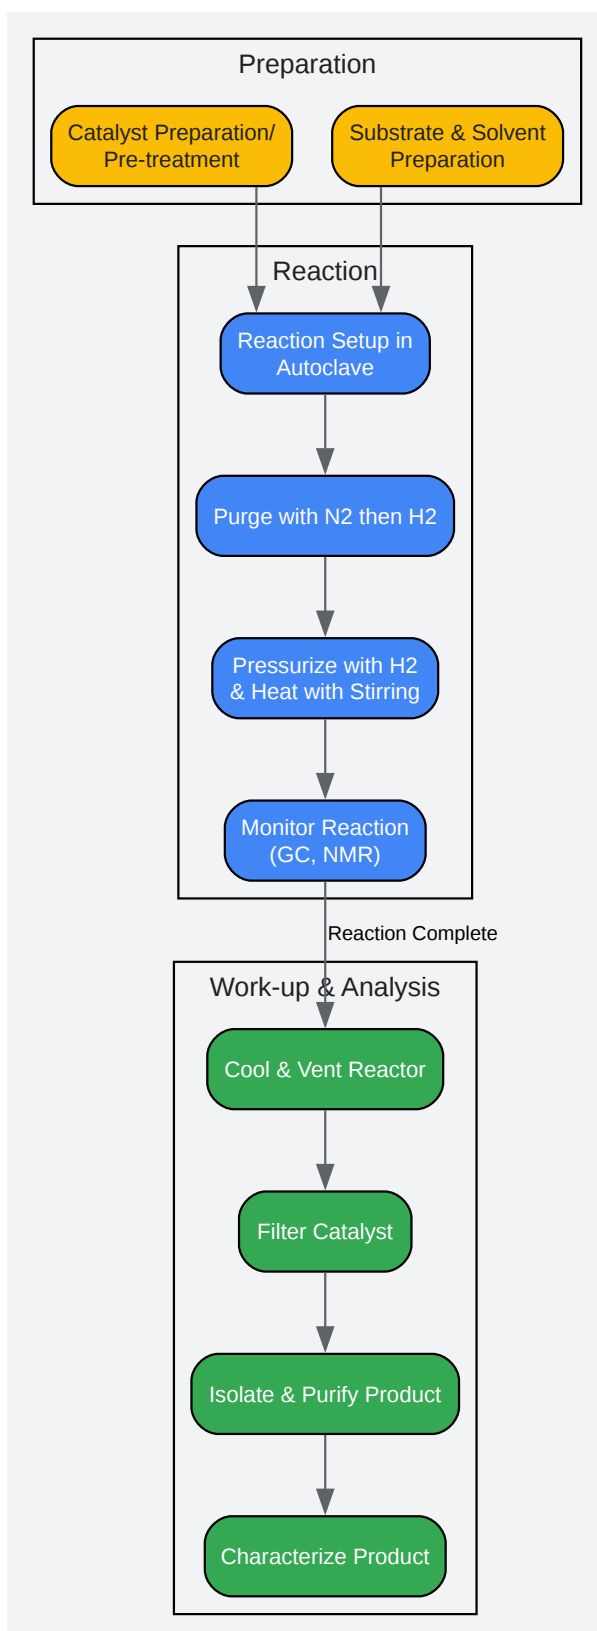 Preparation
Catalyst Preparation/
Pre-treatment
Substrate & Solvent
Preparation
Reaction
Reaction Setup in
Autoclave
Purge with N2 then H2
Pressurize with H2
& Heat with Stirring
Monitor Reaction
(GC, NMR)
Reaction Complete
Work-up & Analysis
Cool & Vent Reactor
Filter Catalyst
Isolate & Purify Product
Characterize Product